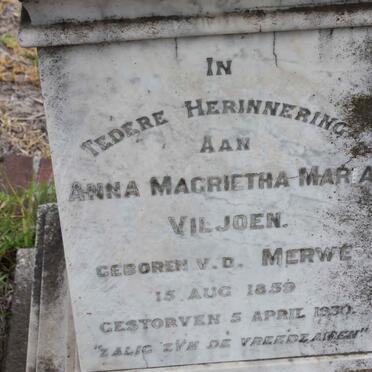 IN
TEDERE HERINNERING
AAN
ANNA MAGRIETHA MARIA
VILJOEN.
GEBOREN V.D. MERWE
15 AUG 1859
GESTORVEN 5 APRIL 1930.
"ZALIG ZYN DE VREEDZAMEN"